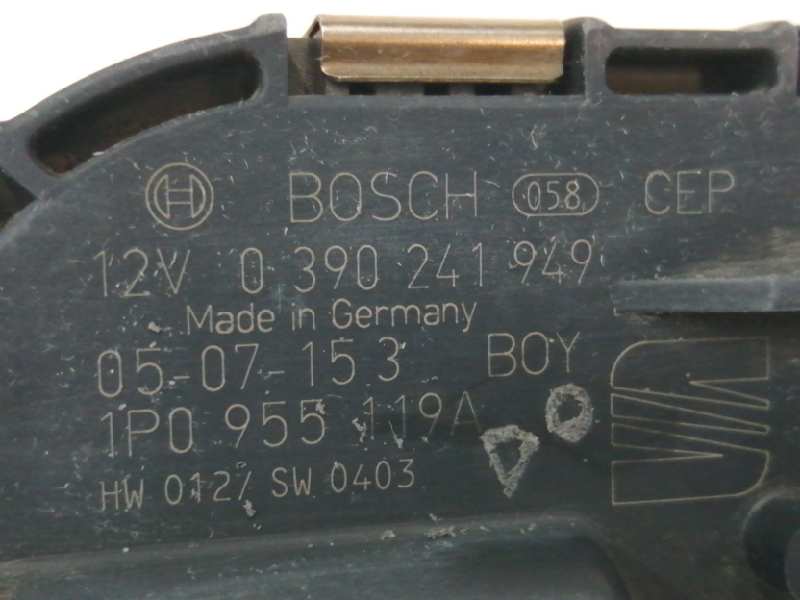 BOSCH 058 CEP
12V 0 390 241 949
Made in Germany
05-07-15 3 BOY
1P0 955 119A
HW 012/ SW 0403